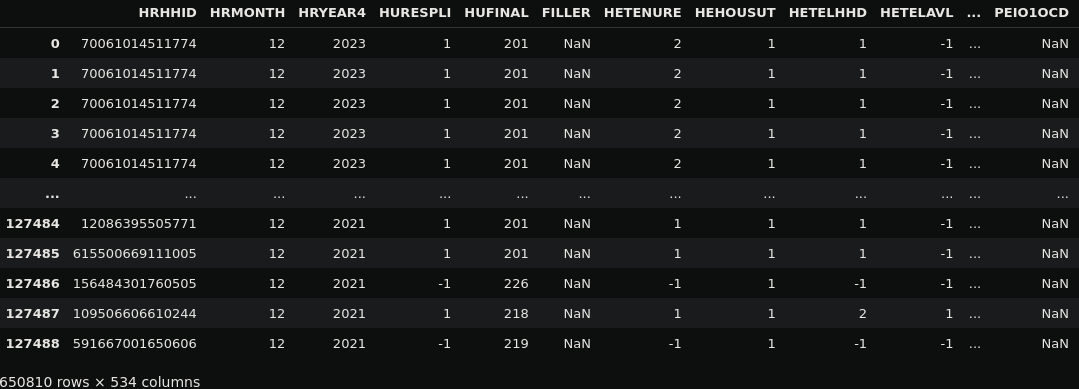 HRHHID HRMONTH HRYEAR4 HURESPLI HUFINAL FILLER HETENURE HEHOUSUT HETELHHD HETELAVL ... PEIO1OCD
0 70061014511774 12 2023 1 201 NaN 2 1 1 -1 ... NaN
1 70061014511774 12 2023 1 201 NaN 2 1 1 -1 ... NaN
2 70061014511774 12 2023 1 201 NaN 2 1 1 -1 ... NaN
3 70061014511774 12 2023 1 201 NaN 2 1 1 -1 ... NaN
4 70061014511774 12 2023 1 201 NaN 2 1 1 -1 ... NaN
... ... ... ... ... ... ... ... ... ... ... ... ...
127484 12086395505771 12 2021 1 201 NaN 1 1 1 -1 ... NaN
127485 615500669111005 12 2021 1 201 NaN 1 1 1 -1 ... NaN
127486 156484301760505 12 2021 -1 226 NaN -1 1 -1 -1 ... NaN
127487 109506606610244 12 2021 1 218 NaN 1 1 2 1 ... NaN
127488 591667001650606 12 2021 -1 219 NaN -1 1 -1 -1 ... NaN
650810 rows × 534 columns